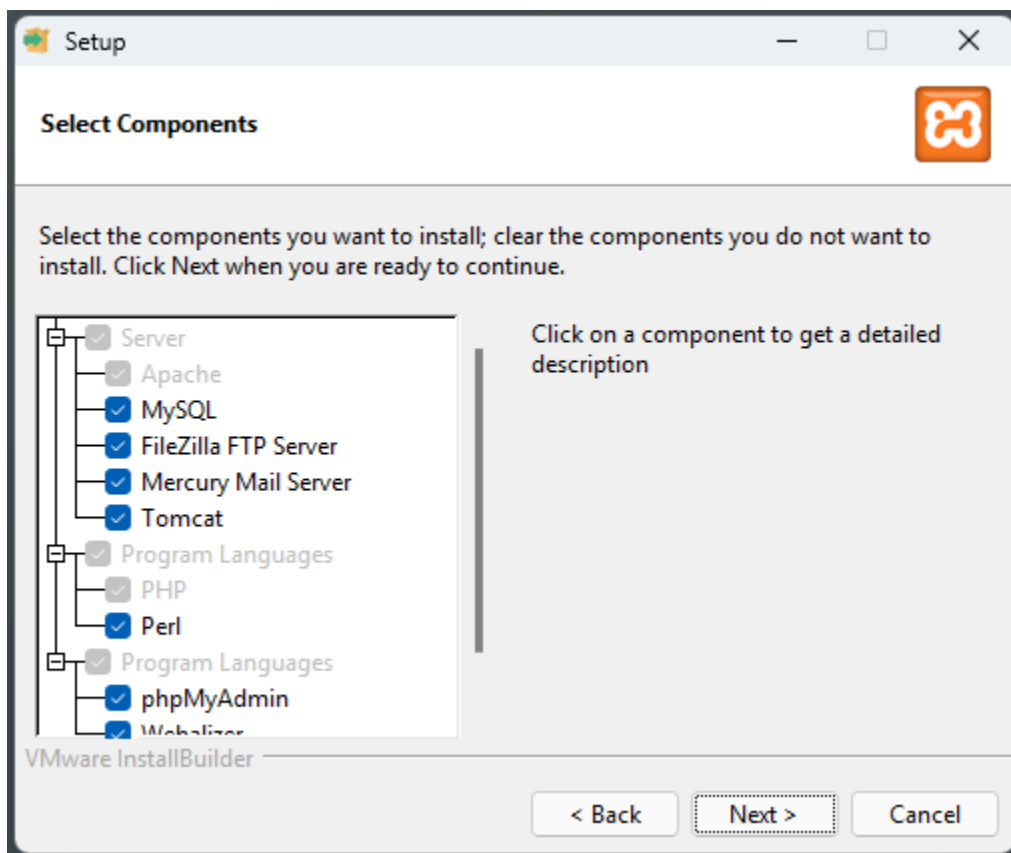 Setup
Select Components
Select the components you want to install; clear the components you do not want to
install. Click Next when you are ready to continue.
Server
Apache
MySQL
FileZilla FTP Server
Mercury Mail Server
Tomcat
Program Languages
PHP
Perl
Program Languages
phpMyAdmin
Webalizer
Click on a component to get a detailed
description
VMware InstallBuilder
< Back
Next >
Cancel